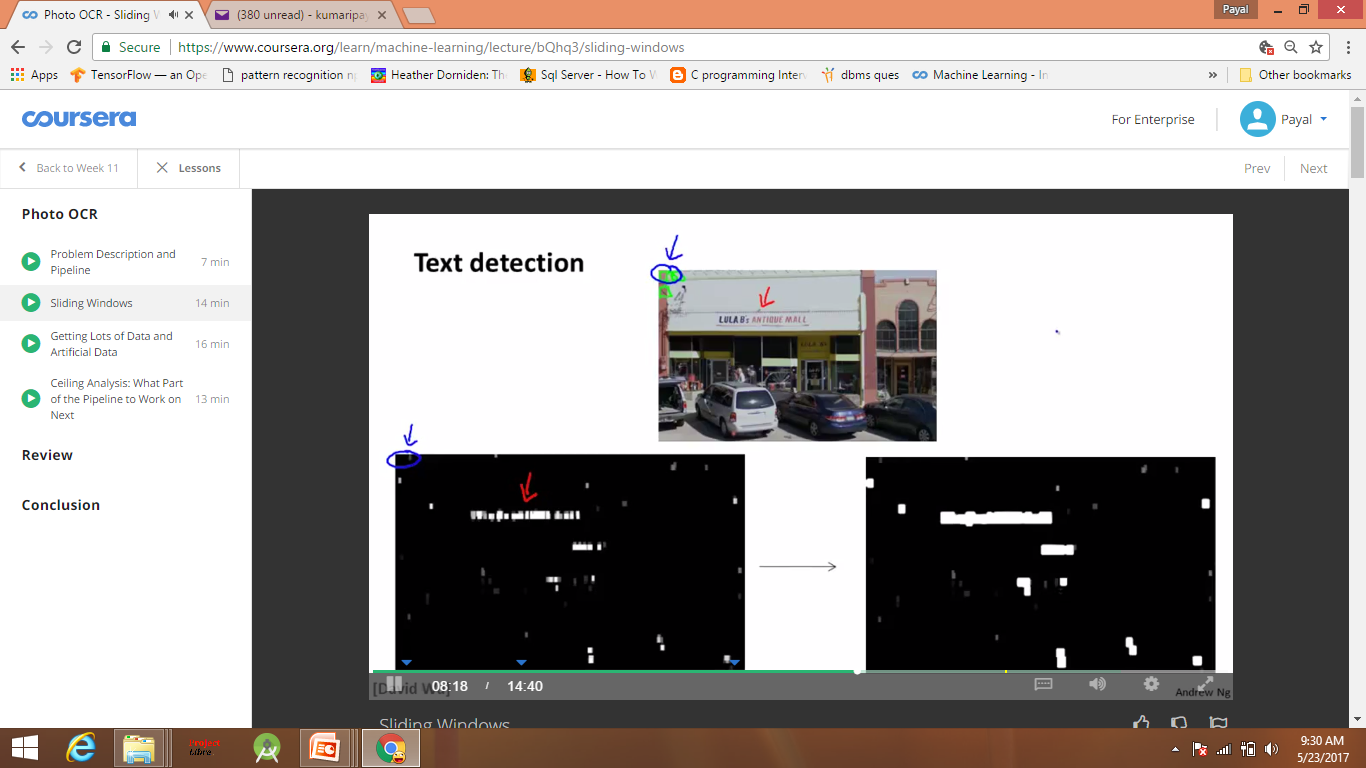 Photo OCR - Sliding W
(380 unread) - kumaripay
Payal
Secure
https://www.coursera.org/learn/machine-learning/lecture/bQhq3/sliding-windows
Apps
TensorFlow — an Ope
pattern recognition n
Heather Dorniden: Th
Sql Server - How To W
C programming Interv
dbms ques
Machine Learning - In
»
Other bookmarks
coursera
For Enterprise
Payal
Back to Week 11
Lessons
Prev
Next
Photo OCR
Problem Description and
Pipeline
7 min
Sliding Windows
14 min
Getting Lots of Data and
Artificial Data
16 min
Ceiling Analysis: What Part
of the Pipeline to Work on
Next
13 min
Review
Conclusion
Text detection
LULA B's ANTIQUE MALL
[David Wu]
08:18 / 14:40
Andrew Ng
Sliding Windows
9:30 AM
5/23/2017